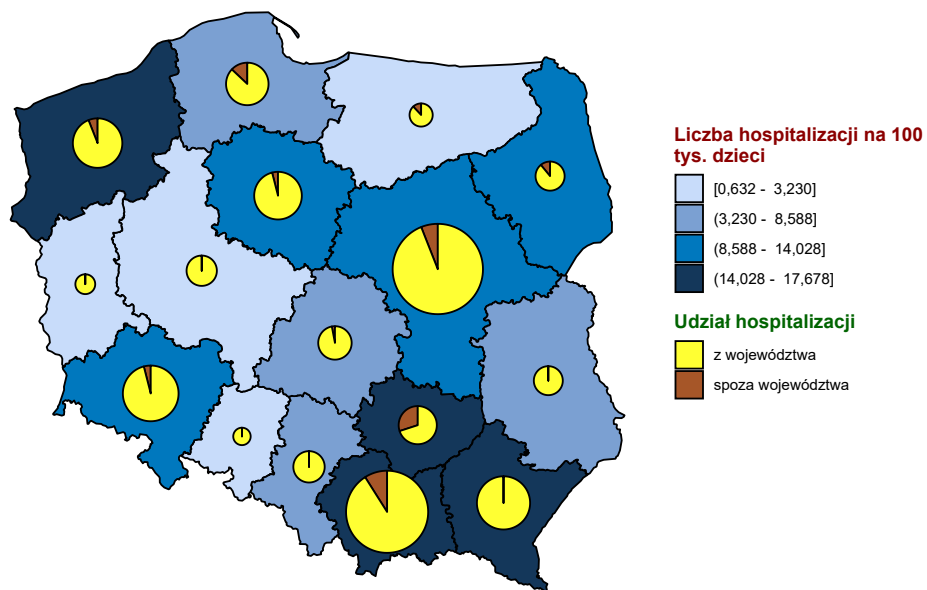 Liczba hospitalizacji na 100
tys. dzieci
[0,632 - 3,230]
(3,230 - 8,588]
(8,588 - 14,028]
(14,028 - 17,678]
Udział hospitalizacji
z województwa
spoza województwa